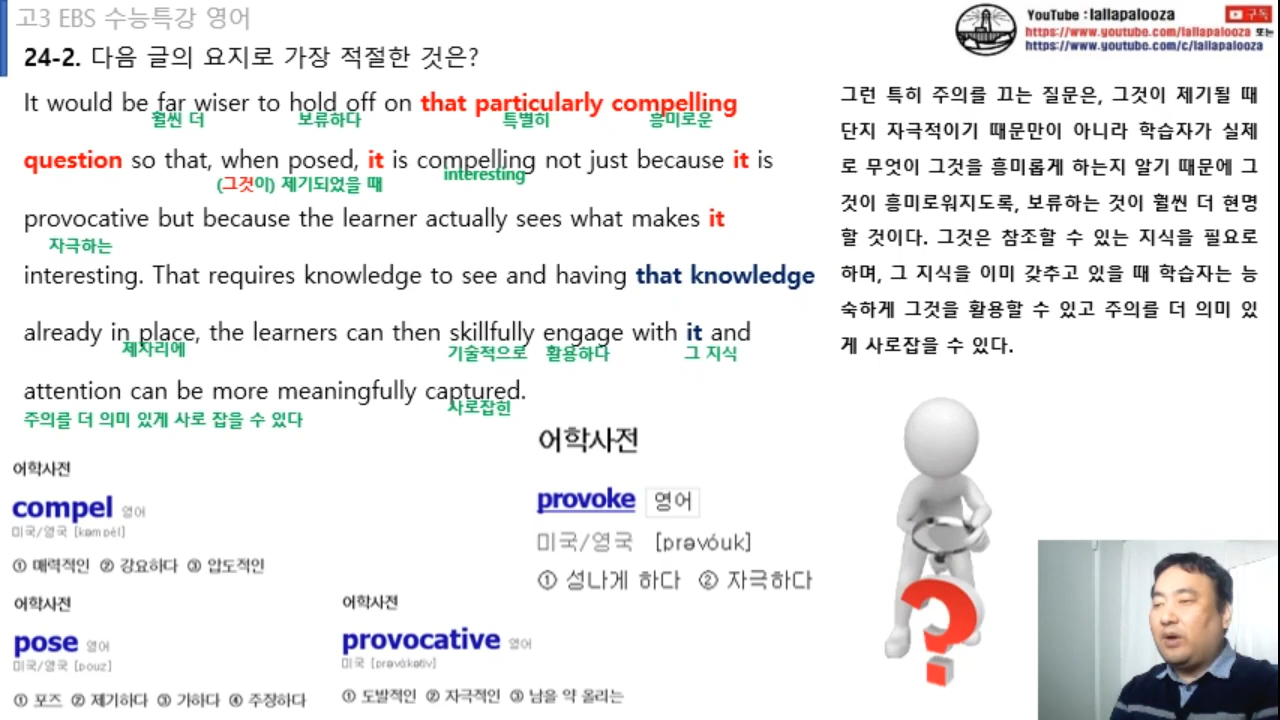 고3 EBS 수능특강 영어
YouTube : lallapalooza
구독
https://www.youtube.com/lallapalooza 또는
https://www.youtube.com/c/lallapalooza
24-2. 다음 글의 요지로 가장 적절한 것은?
It would be far wiser to hold off on that particularly compelling
훨씬 더 보류하다 특별히 흥미로운
question so that, when posed, it is compelling not just because it is
(그것이) 제기되었을 때 interesting
provocative but because the learner actually sees what makes it
자극하는
interesting. That requires knowledge to see and having that knowledge
already in place, the learners can then skillfully engage with it and
제자리에 기술적으로 활용하다 그 지식
attention can be more meaningfully captured.
주의를 더 의미 있게 사로 잡을 수 있다 사로잡힌
그런 특히 주의를 끄는 질문은, 그것이 제기될 때
단지 자극적이기 때문만이 아니라 학습자가 실제
로 무엇이 그것을 흥미롭게 하는지 알기 때문에 그
것이 흥미로워지도록, 보류하는 것이 훨씬 더 현명
할 것이다. 그것은 참조할 수 있는 지식을 필요로
하며, 그 지식을 이미 갖추고 있을 때 학습자는 능
숙하게 그것을 활용할 수 있고 주의를 더 의미 있
게 사로잡을 수 있다.
어학사전
compel 영어
미국/영국 [kəmpél]
① 매력적인 ② 강요하다 ③ 압도적인
어학사전
provoke 영어
미국/영국 [prəvóuk]
① 성나게 하다 ② 자극하다
어학사전
pose 영어
미국/영국 [pouz]
① 포즈 ② 제기하다 ③ 가하다 ④ 주장하다
어학사전
provocative 영어
미국 [prəvάkətiv]
① 도발적인 ② 자극적인 ③ 남을 약 올리는